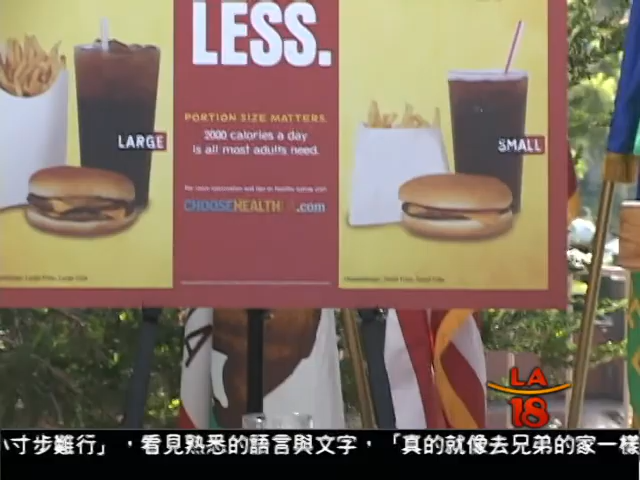 LESS.
PORTION SIZE MATTERS.
2000 calories a day
is all most adults need.
CHOOSEHEALTHLA.com
LARGE
SMALL
LA
18
小寸步難行」，看見熟悉的語言與文字，「真的就像去兄弟的家一樣